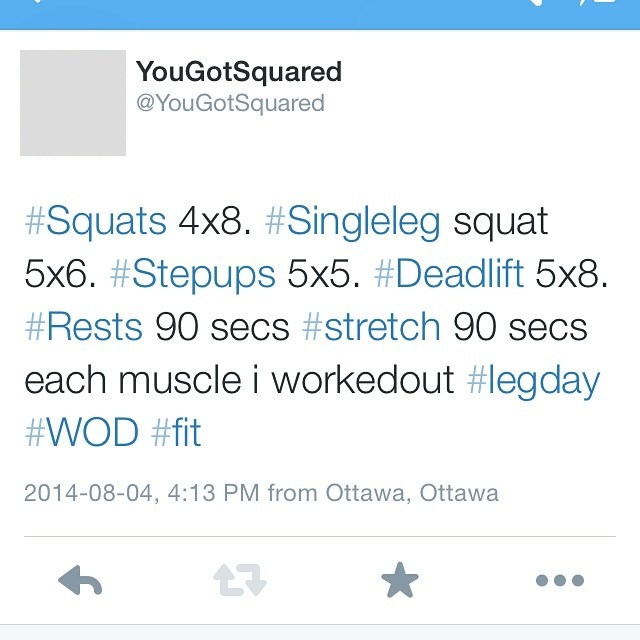 YouGotSquared
@YouGotSquared
#Squats 4x8. #Singleleg squat
5x6. #Stepups 5x5. #Deadlift 5x8.
#Rests 90 secs #stretch 90 secs
each muscle i workedout #legday
#WOD #fit
2014-08-04, 4:13 PM from Ottawa, Ottawa